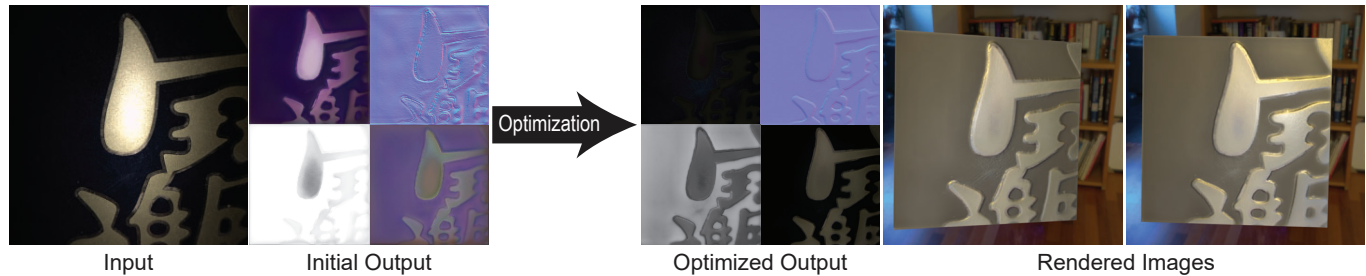 Optimization
Input
Initial Output
Optimized Output
Rendered Images